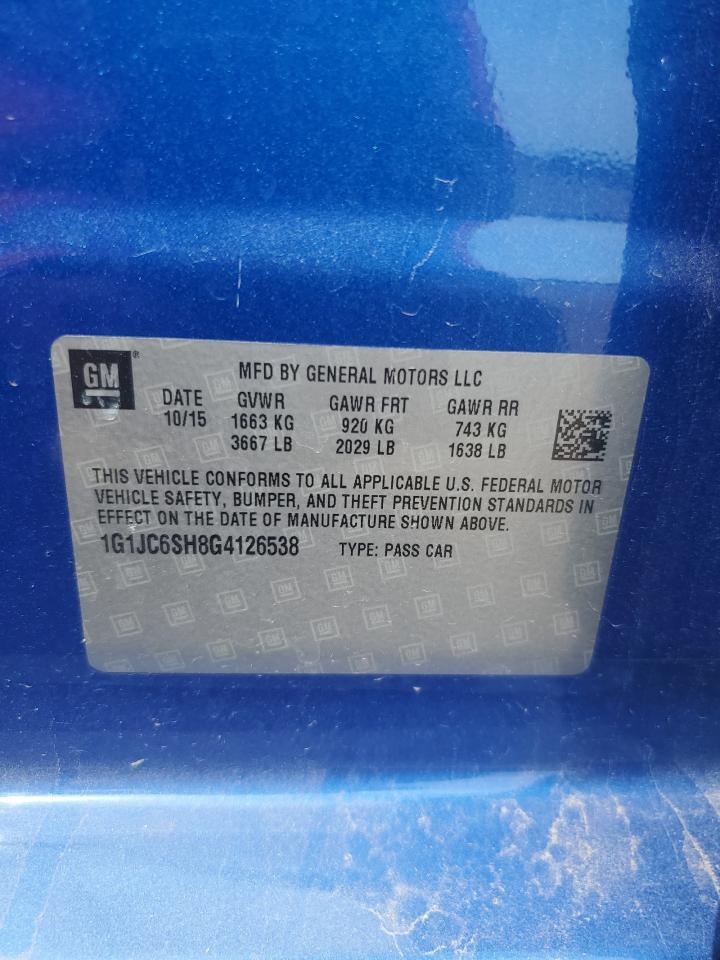 GM
MFD BY GENERAL MOTORS LLC
DATE GVWR GAWR FRT GAWR RR
10/15 1663 KG 920 KG 743 KG
3667 LB 2029 LB 1638 LB
THIS VEHICLE CONFORMS TO ALL APPLICABLE U.S. FEDERAL MOTOR
VEHICLE SAFETY, BUMPER, AND THEFT PREVENTION STANDARDS IN
EFFECT ON THE DATE OF MANUFACTURE SHOWN ABOVE.
1G1JC6SH8G4126538 TYPE: PASS CAR